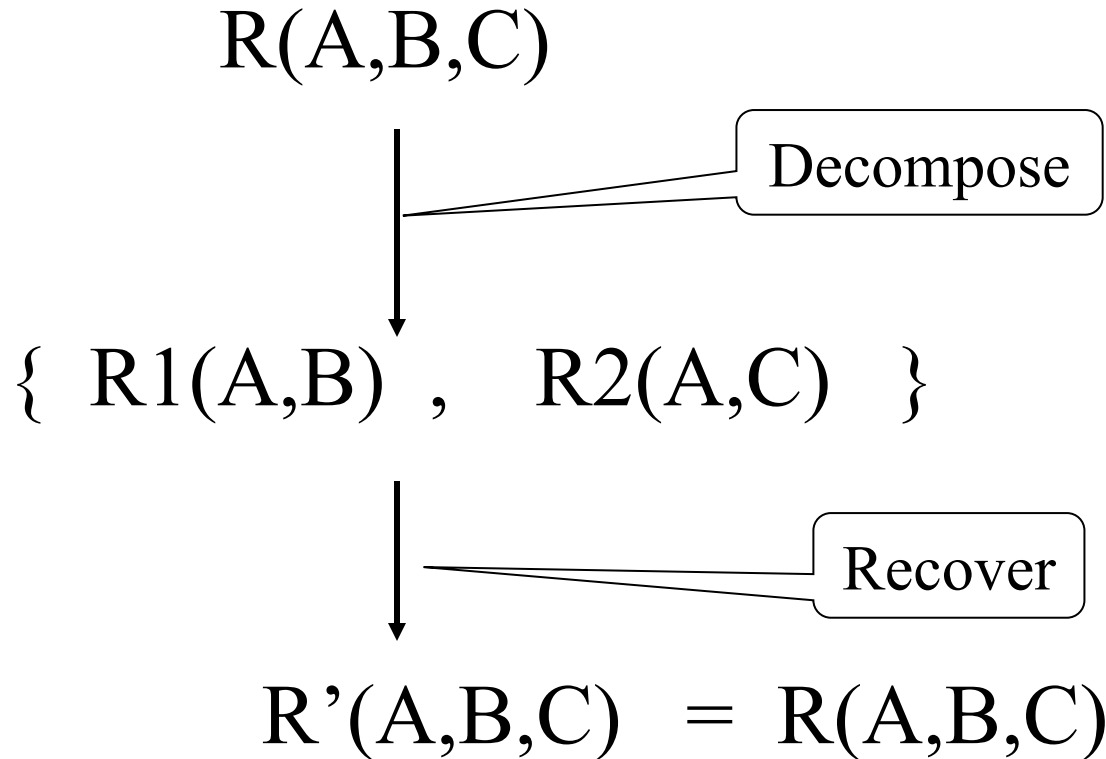 R(A,B,C)
Decompose
{ R1(A,B) , R2(A,C) }
Recover
R’(A,B,C) = R(A,B,C)